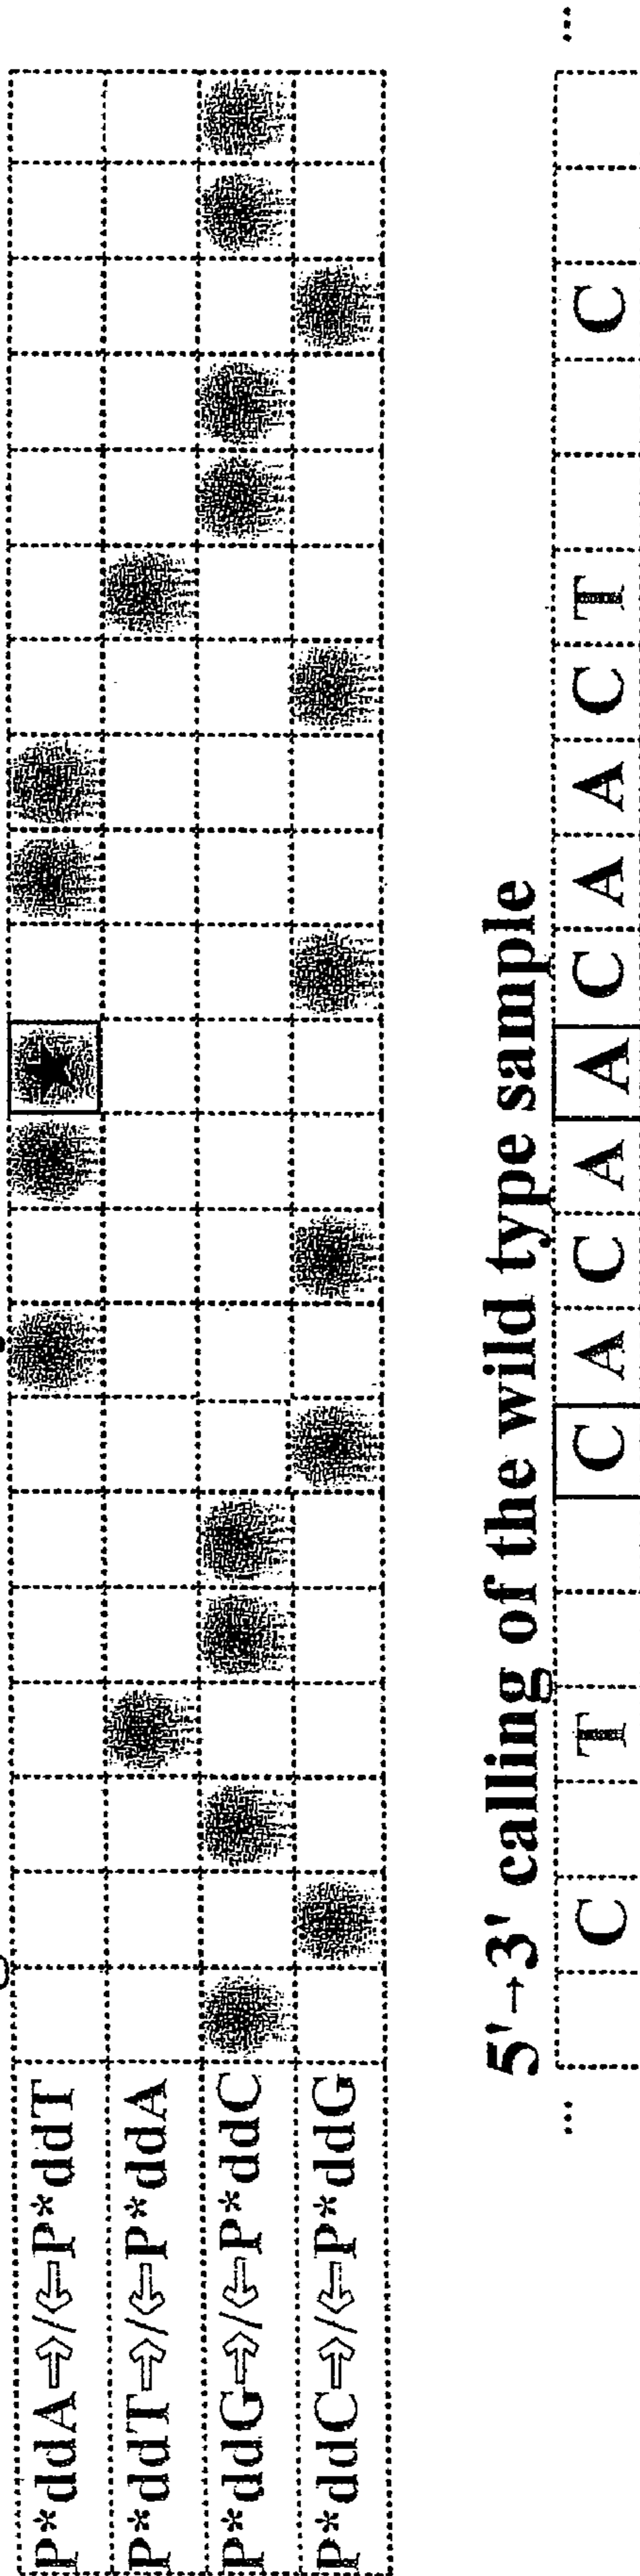 P*ddA⇨/⇦P*ddT
P*ddT⇨/⇦P*ddA
P*ddG⇨/⇦P*ddC
P*ddC⇨/⇦P*ddG
5'→3' calling of the wild type sample
... C T C A C A A C A A C T C ...